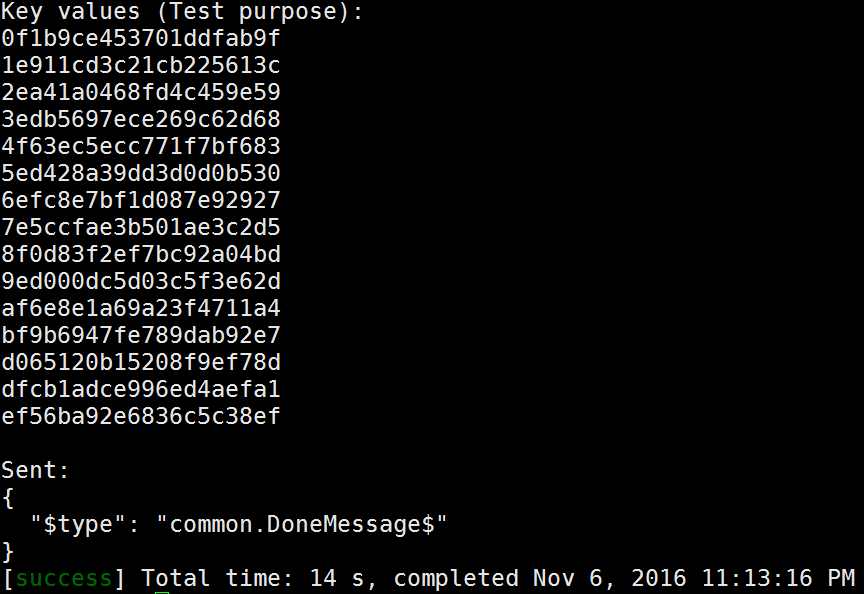 Key values (Test purpose):
0f1b9ce453701ddfab9f
1e911cd3c21cb225613c
2ea41a0468fd4c459e59
3edb5697ece269c62d68
4f63ec5ecc771f7bf683
5ed428a39dd3d0d0b530
6efc8e7bf1d087e92927
7e5ccfae3b501ae3c2d5
8f0d83f2ef7bc92a04bd
9ed000dc5d03c5f3e62d
af6e8e1a69a23f4711a4
bf9b6947fe789dab92e7
d065120b15208f9ef78d
dfcb1adce996ed4aefa1
ef56ba92e6836c5c38ef
Sent:
{
  "$type": "common.DoneMessage$"
}
[success] Total time: 14 s, completed Nov 6, 2016 11:13:16 PM